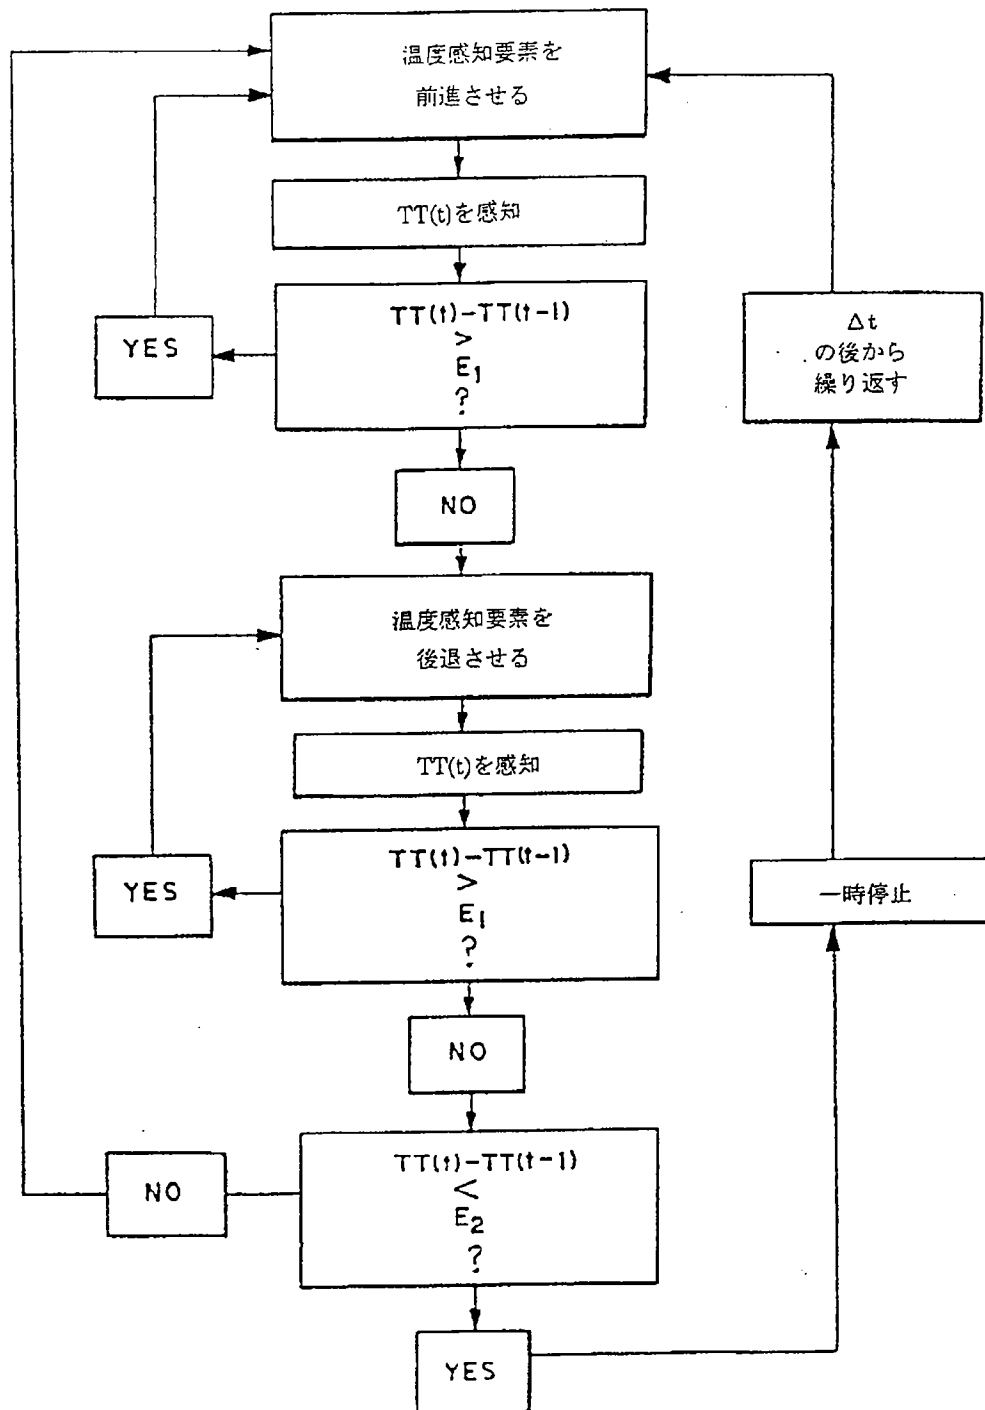 温度感知要素を
前進させる
TT(t)を感知
TT(t)-TT(t-1)
>
E1
?
YES
Δt
の後から
繰り返す
NO
温度感知要素を
後退させる
TT(t)を感知
TT(t)-TT(t-1)
>
E1
?
YES
一時停止
NO
TT(t)-TT(t-1)
<
E2
?
NO
YES